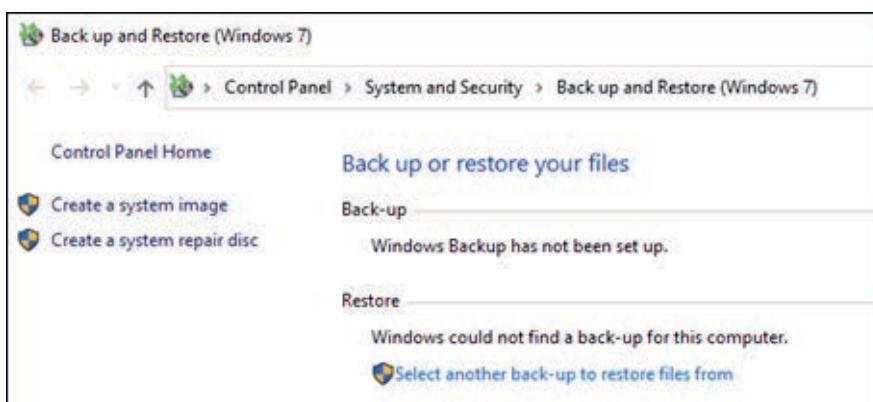 Back up and Restore (Windows 7)
Control Panel > System and Security > Back up and Restore (Windows 7)
Control Panel Home
Create a system image
Create a system repair disc
Back up or restore your files
Back-up
Windows Backup has not been set up.
Restore
Windows could not find a back-up for this computer.
Select another back-up to restore files from